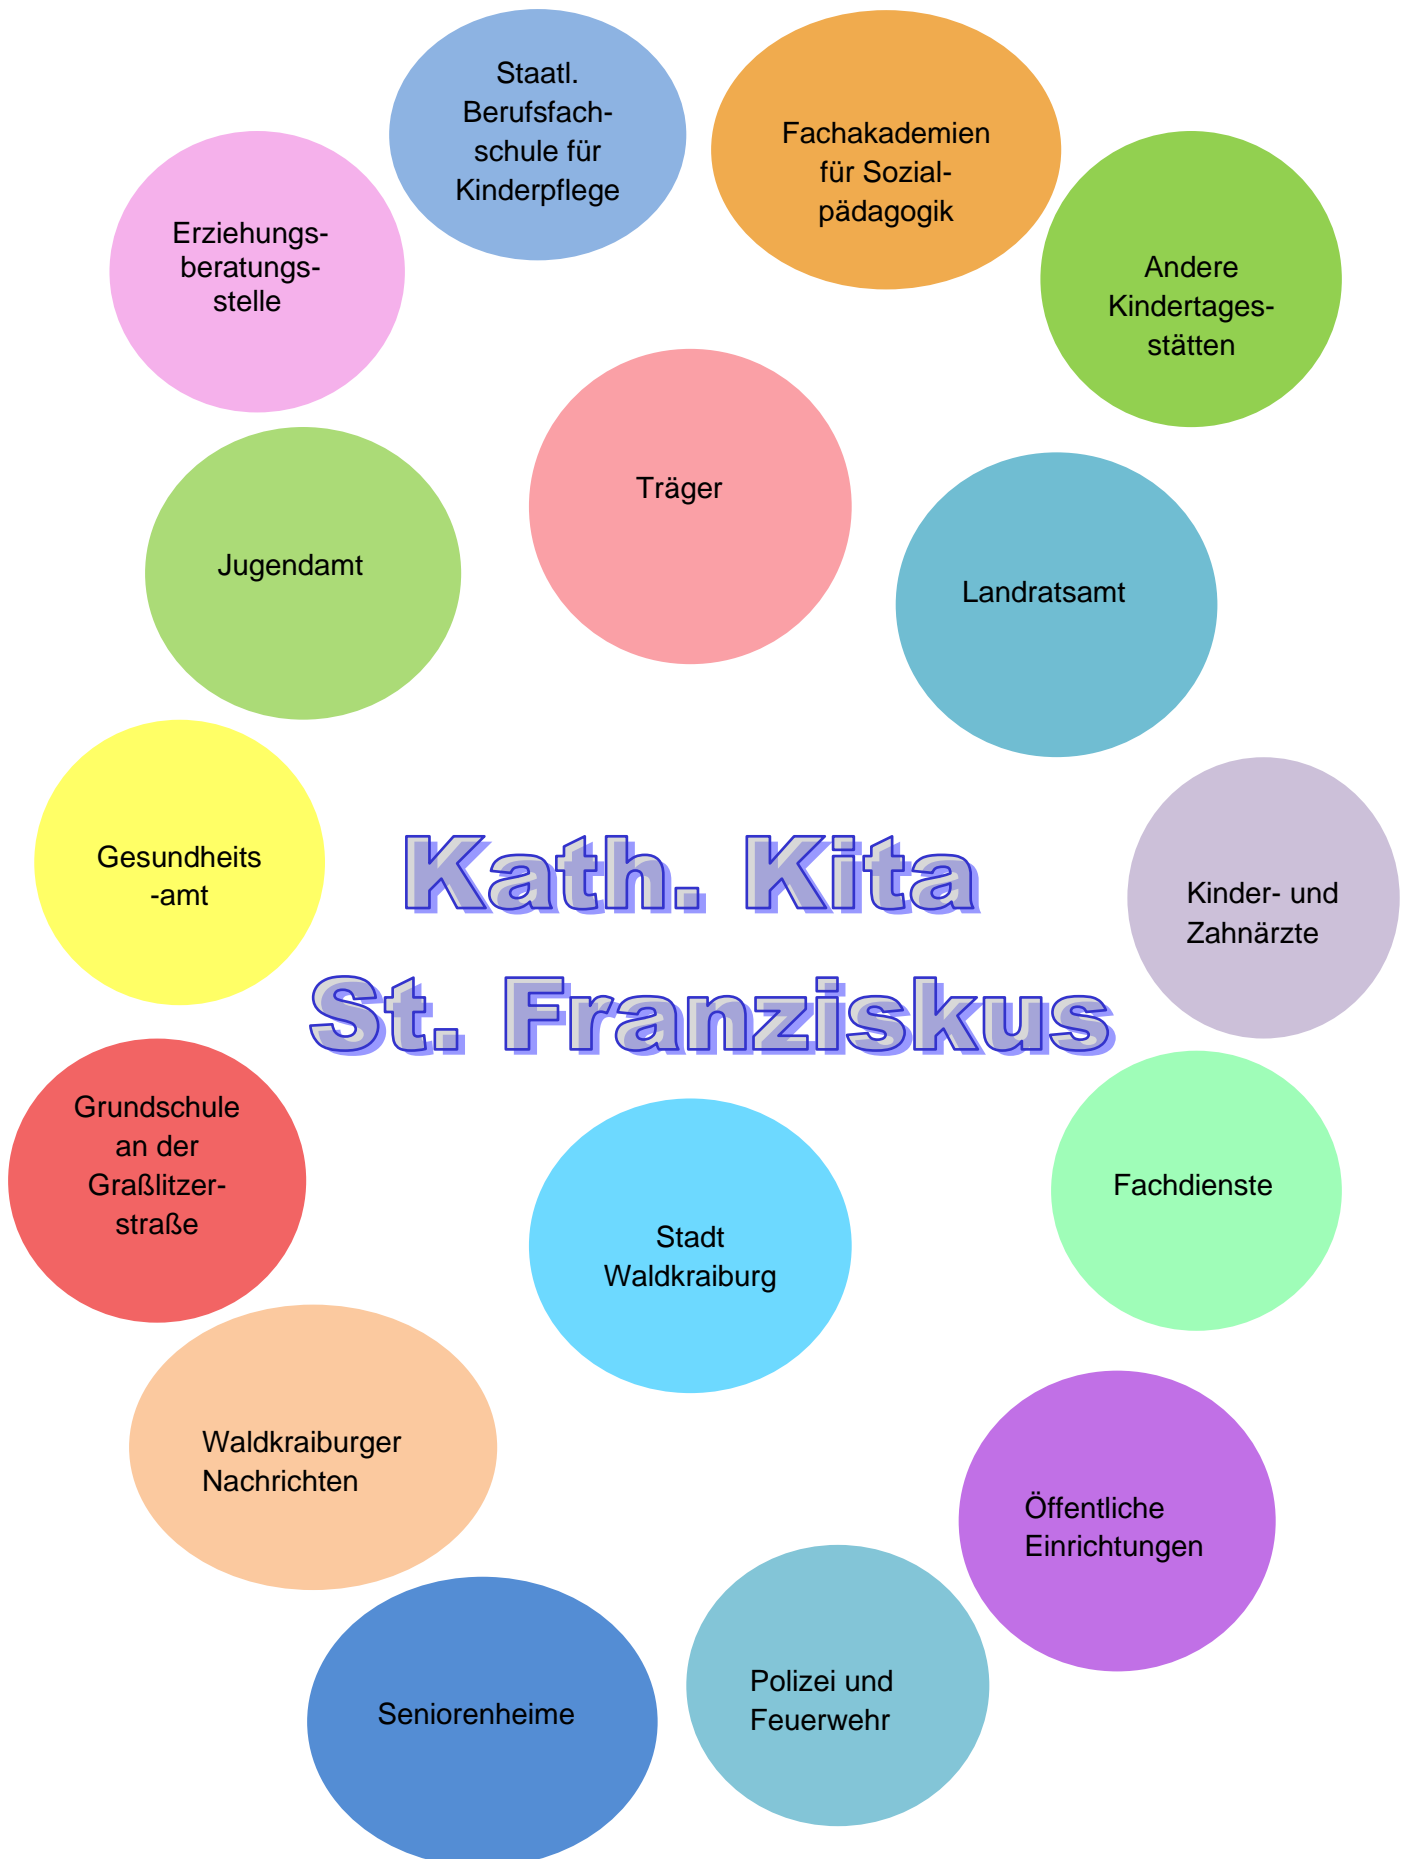 Staatl.
Berufsfach-
schule für
Kinderpflege
Fachakademien
für Sozial-
pädagogik
Erziehungs-
beratungs-
stelle
Andere
Kindertages-
stätten
Träger
Jugendamt
Landratsamt
Gesundheits
-amt
Kath. Kita
St. Franziskus
Kinder- und
Zahnärzte
Grundschule
an der
Graßlitzer-
straße
Fachdienste
Stadt
Waldkraiburg
Waldkraiburger
Nachrichten
Öffentliche
Einrichtungen
Seniorenheime
Polizei und
Feuerwehr